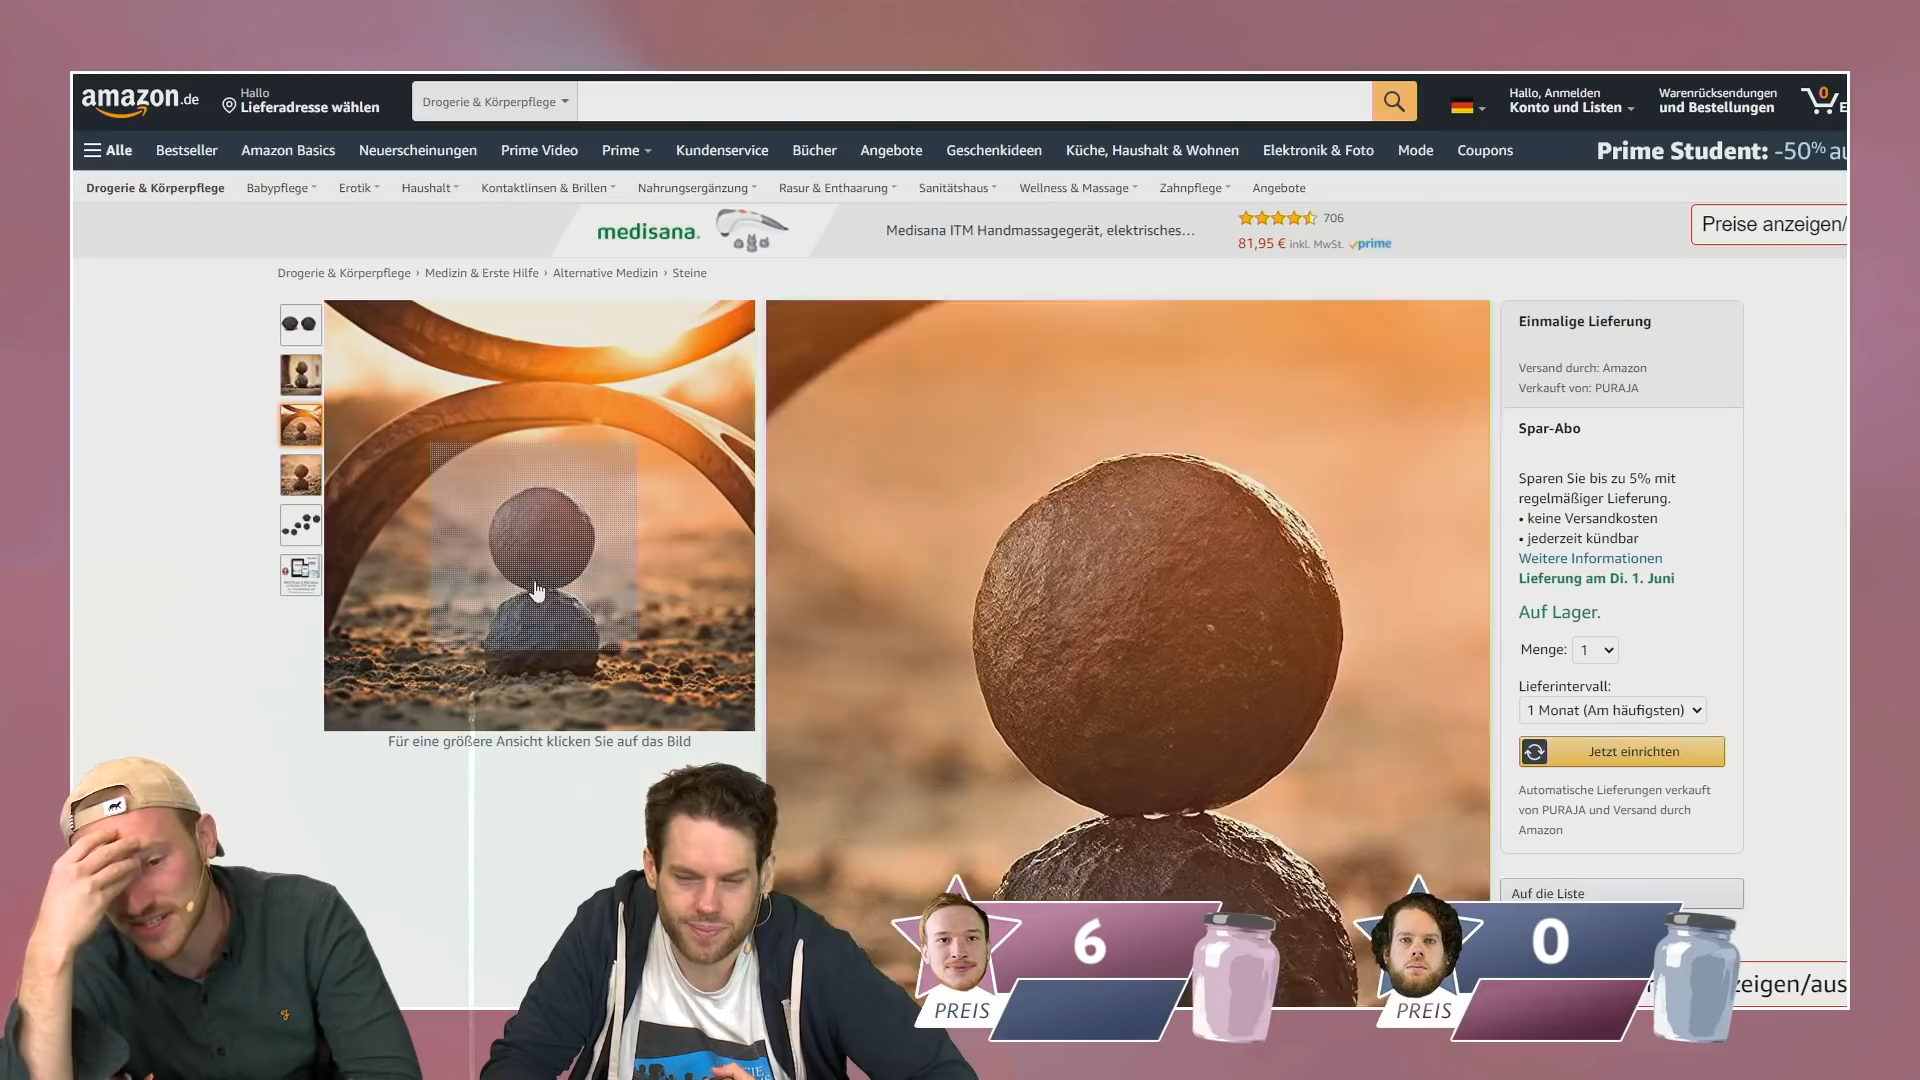 amazon.de
Hallo
Lieferadresse wählen
Drogerie & Körperpflege
Hallo, Anmelden
Konto und Listen
Warenrücksendungen
und Bestellungen
0
E
Alle
Bestseller
Amazon Basics
Neuerscheinungen
Prime Video
Prime
Kundenservice
Bücher
Angebote
Geschenkideen
Küche, Haushalt & Wohnen
Elektronik & Foto
Mode
Coupons
Prime Student: -50% au
Drogerie & Körperpflege
Babypflege
Erotik
Haushalt
Kontaktlinsen & Brillen
Nahrungsergänzung
Rasur & Enthaarung
Sanitätshaus
Wellness & Massage
Zahnpflege
Angebote
medisana.
Medisana ITM Handmassagegerät, elektrisches...
706
81,95 € inkl. MwSt. prime
Preise anzeigen/
Drogerie & Körperpflege › Medizin & Erste Hilfe › Alternative Medizin › Steine
Für eine größere Ansicht klicken Sie auf das Bild
Einmalige Lieferung
Versand durch: Amazon
Verkauft von: PURAJA
Spar-Abo
Sparen Sie bis zu 5% mit
regelmäßiger Lieferung.
• keine Versandkosten
• jederzeit kündbar
Weitere Informationen
Lieferung am Di. 1. Juni
Auf Lager.
Menge: 1
Lieferintervall:
1 Monat (Am häufigsten)
Jetzt einrichten
Automatische Lieferungen verkauft
von PURAJA und Versand durch
Amazon
Auf die Liste
zeigen/aus
6
PREIS
0
PREIS